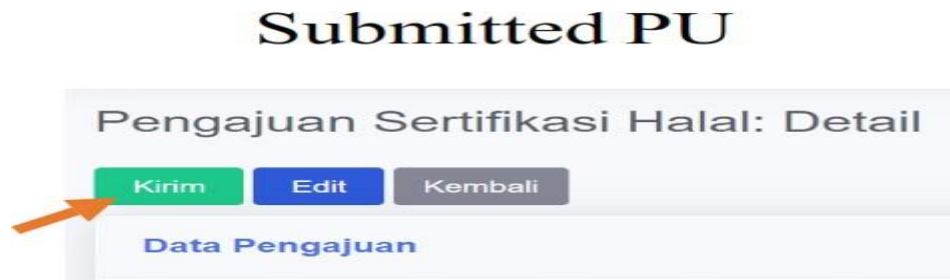 Submitted PU
Pengajuan Sertifikasi Halal: Detail
Kirim Edit Kembali
Data Pengajuan